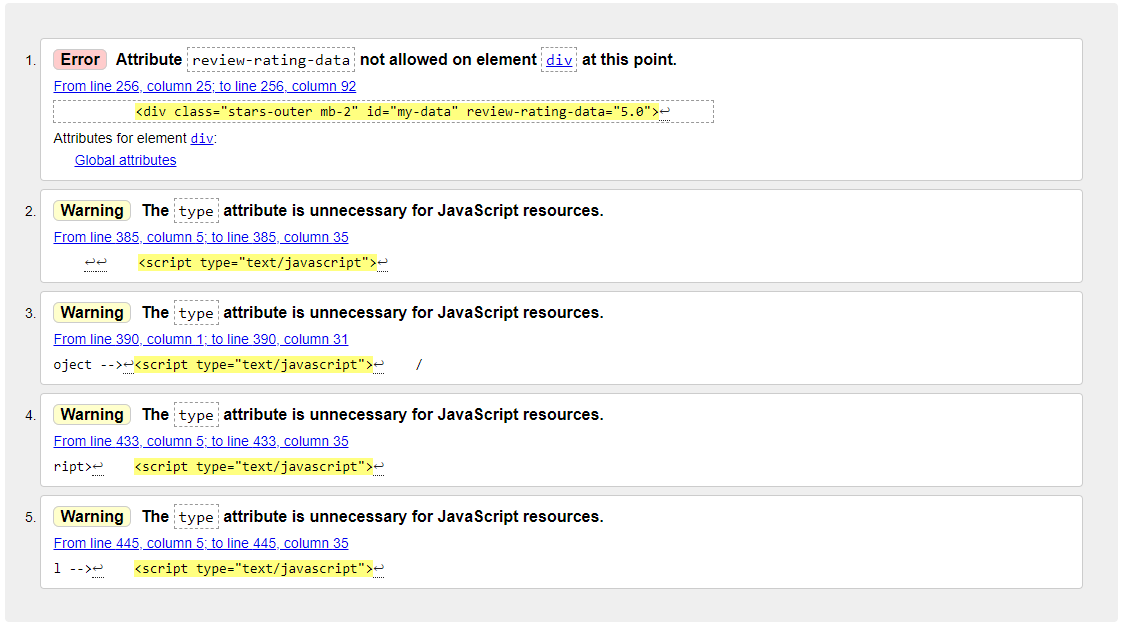 1. Error Attribute review-rating-data not allowed on element div at this point.
From line 256, column 25; to line 256, column 92
<div class="stars-outer mb-2" id="my-data" review-rating-data="5.0">↩
Attributes for element div:
Global attributes
2. Warning The type attribute is unnecessary for JavaScript resources.
From line 385, column 5; to line 385, column 35
↩↩ <script type="text/javascript">↩
3. Warning The type attribute is unnecessary for JavaScript resources.
From line 390, column 1; to line 390, column 31
oject -->↩<script type="text/javascript">↩ /
4. Warning The type attribute is unnecessary for JavaScript resources.
From line 433, column 5; to line 433, column 35
ript>↩ <script type="text/javascript">↩
5. Warning The type attribute is unnecessary for JavaScript resources.
From line 445, column 5; to line 445, column 35
l -->↩ <script type="text/javascript">↩